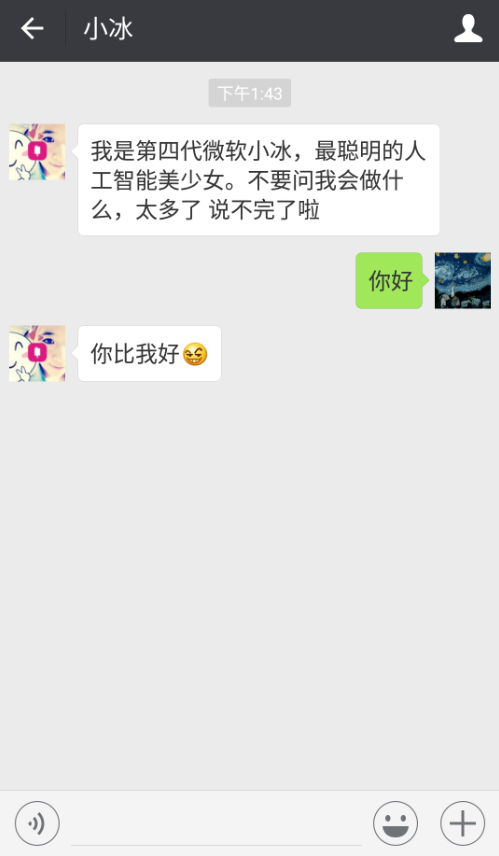 小冰
下午1:43
我是第四代微软小冰，最聪明的人
工智能美少女。不要问我会做什
么，太多了 说不完了啦
你好
你比我好😝